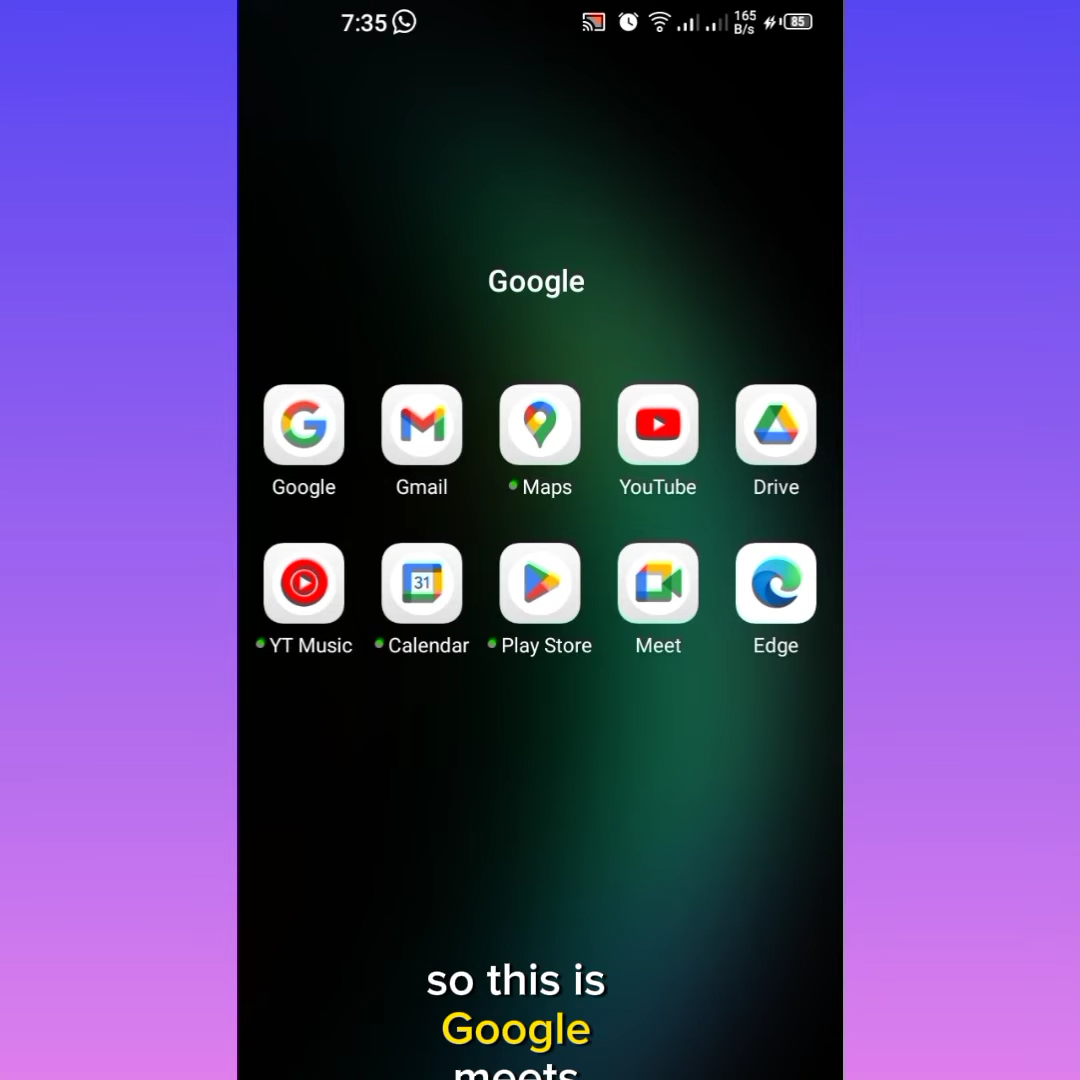 7:35
165
B/s
85
Google
Google Gmail Maps YouTube Drive
31
YT Music Calendar Play Store Meet Edge
so this is
Google
meets